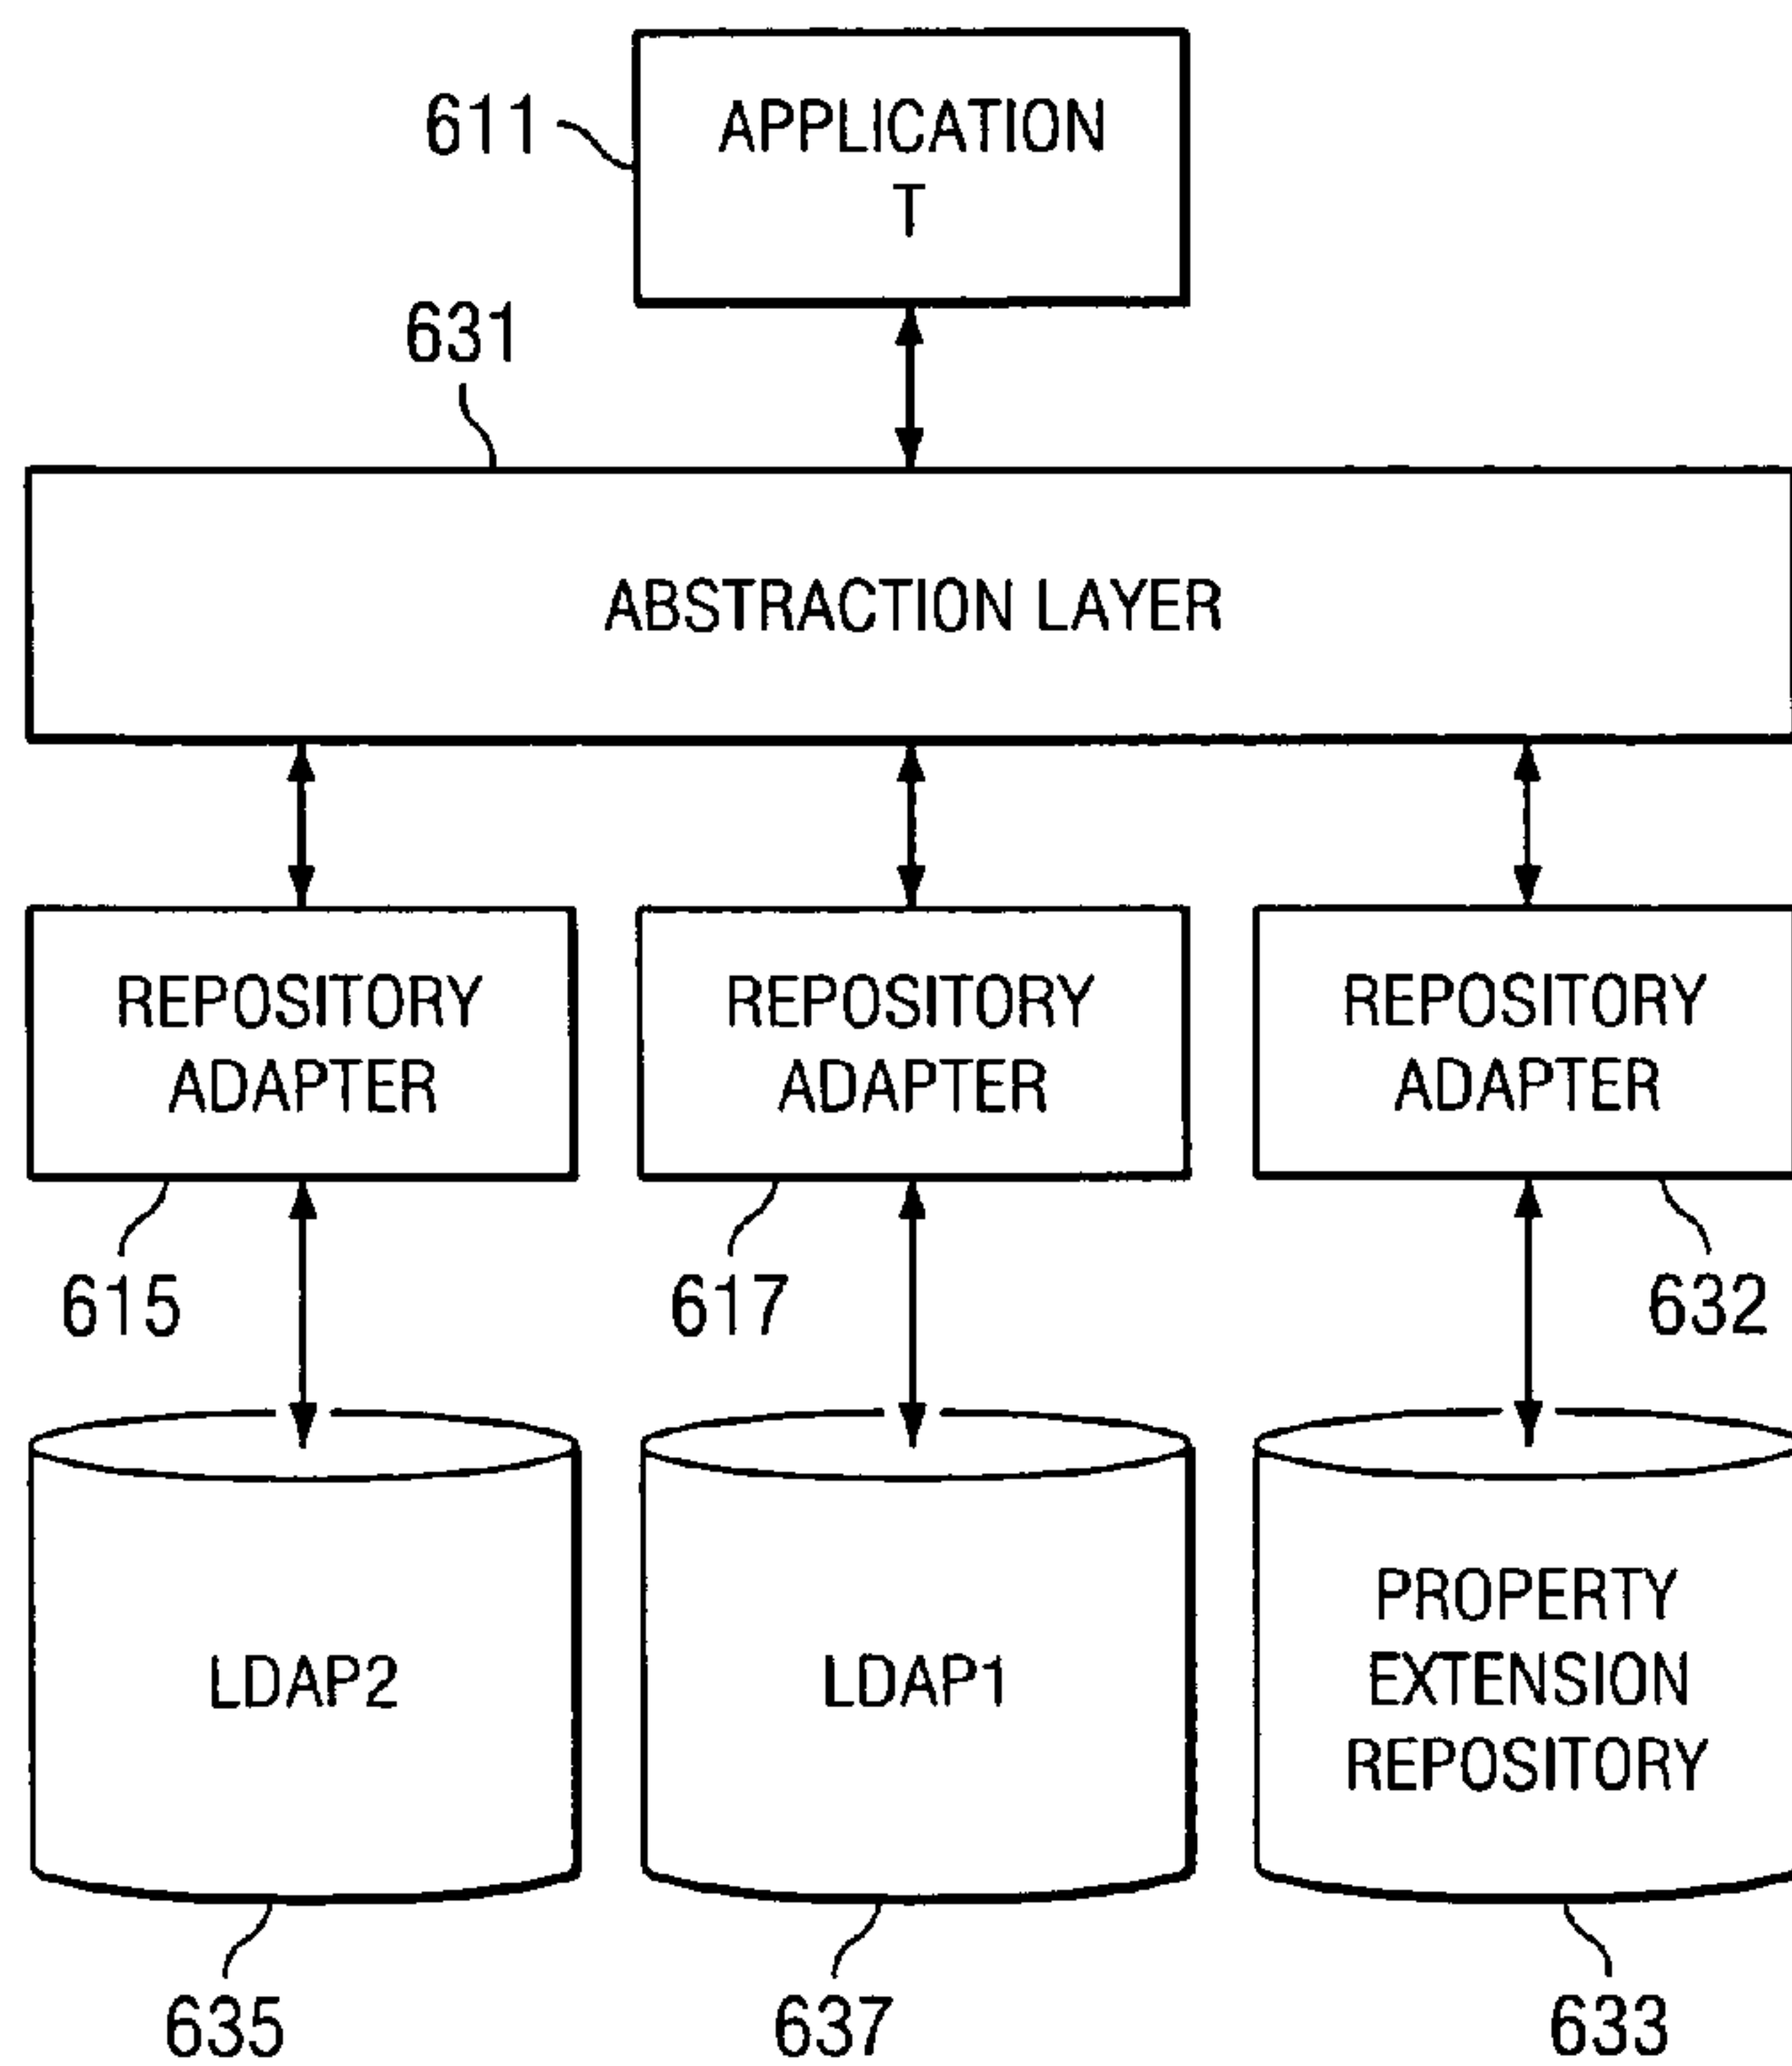 611
APPLICATION
T
631
ABSTRACTION LAYER
REPOSITORY
ADAPTER
REPOSITORY
ADAPTER
REPOSITORY
ADAPTER
615
617
632
LDAP2
LDAP1
PROPERTY
EXTENSION
REPOSITORY
635
637
633